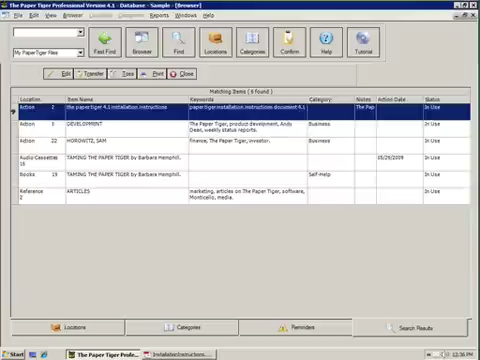 The Paper Tiger Professional Version 4.1 - Database - Sample - [Browser]
File Edit View Browser Locations Categories Reports Windows Help
Fast Find Browser Find Locations Categories Confirm Help Tutorial
My PaperTiger Files
Edit Transfer Toss Print Close
Matching Items ( 6 found )
Location Item Name Keywords Category Notes Action Date Status
Action 2 the paper tiger 4.1 installation instructions paper tiger installation instructions document 4.1 The Pap In Use
Action 5 DEVELOPMENT The Paper Tiger, product development, Andy Business In Use
Dean, weekly status reports.
Action 22 HOROWITZ, SAM finance, The Paper Tiger, investor. Business In Use
Audio Cassettes TAMING THE PAPER TIGER by Barbara Hemphill. 05/29/2009 In Use
15
Books 15 TAMING THE PAPER TIGER by Barbara Hemphill. Self-Help In Use
Reference ARTICLES marketing, articles on The Paper Tiger, software, In Use
2 Monticello, media.
Locations Categories Reminders Search Results
Start The Paper Tiger Profe... InstallationInstructions.... 12:36 PM